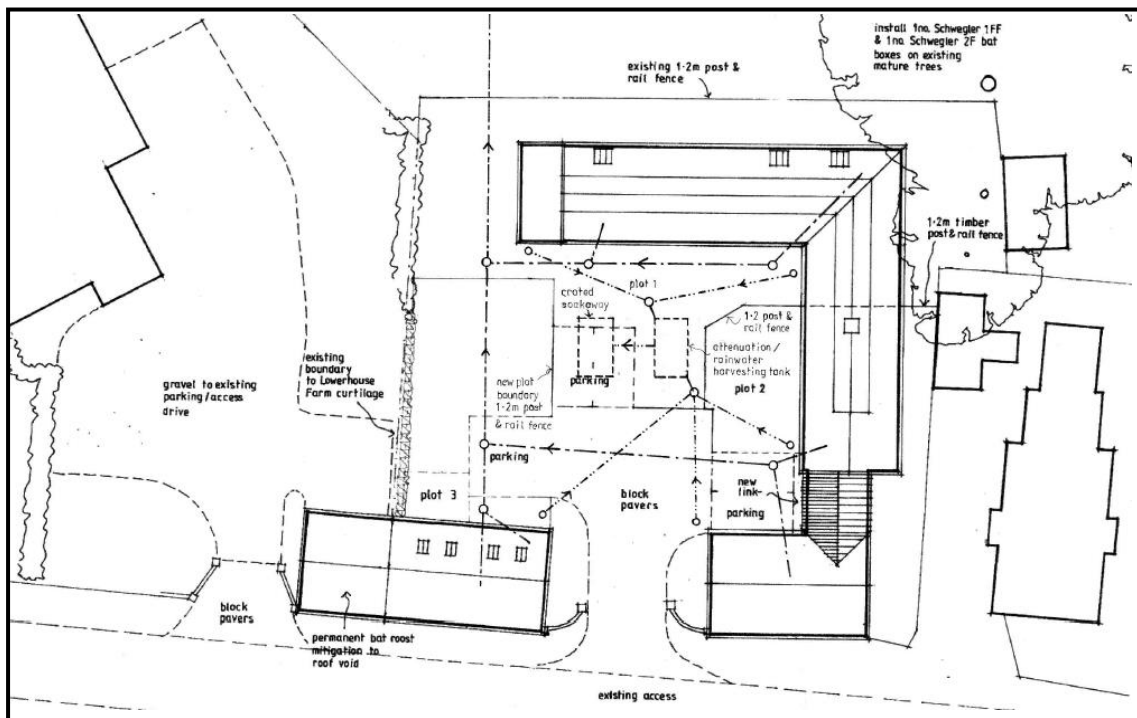 install 1no. Schwegler 1FF
& 1no. Schwegler 2F bat
boxes on existing
mature trees
existing 1·2m post &
rail fence
1·2m timber
post & rail fence
plot 1
crated
soakaway
1·2 post &
rail fence
attenuation /
rainwater
harvesting tank
plot 2
parking
existing
boundary
to Lowerhouse
Farm curtilage
new plot
boundary
1·2m post
& rail fence
gravel to existing
parking/access
drive
parking
plot 3
block
pavers
new
link
parking
block
pavers
permanent bat roost
mitigation to
roof void
existing access